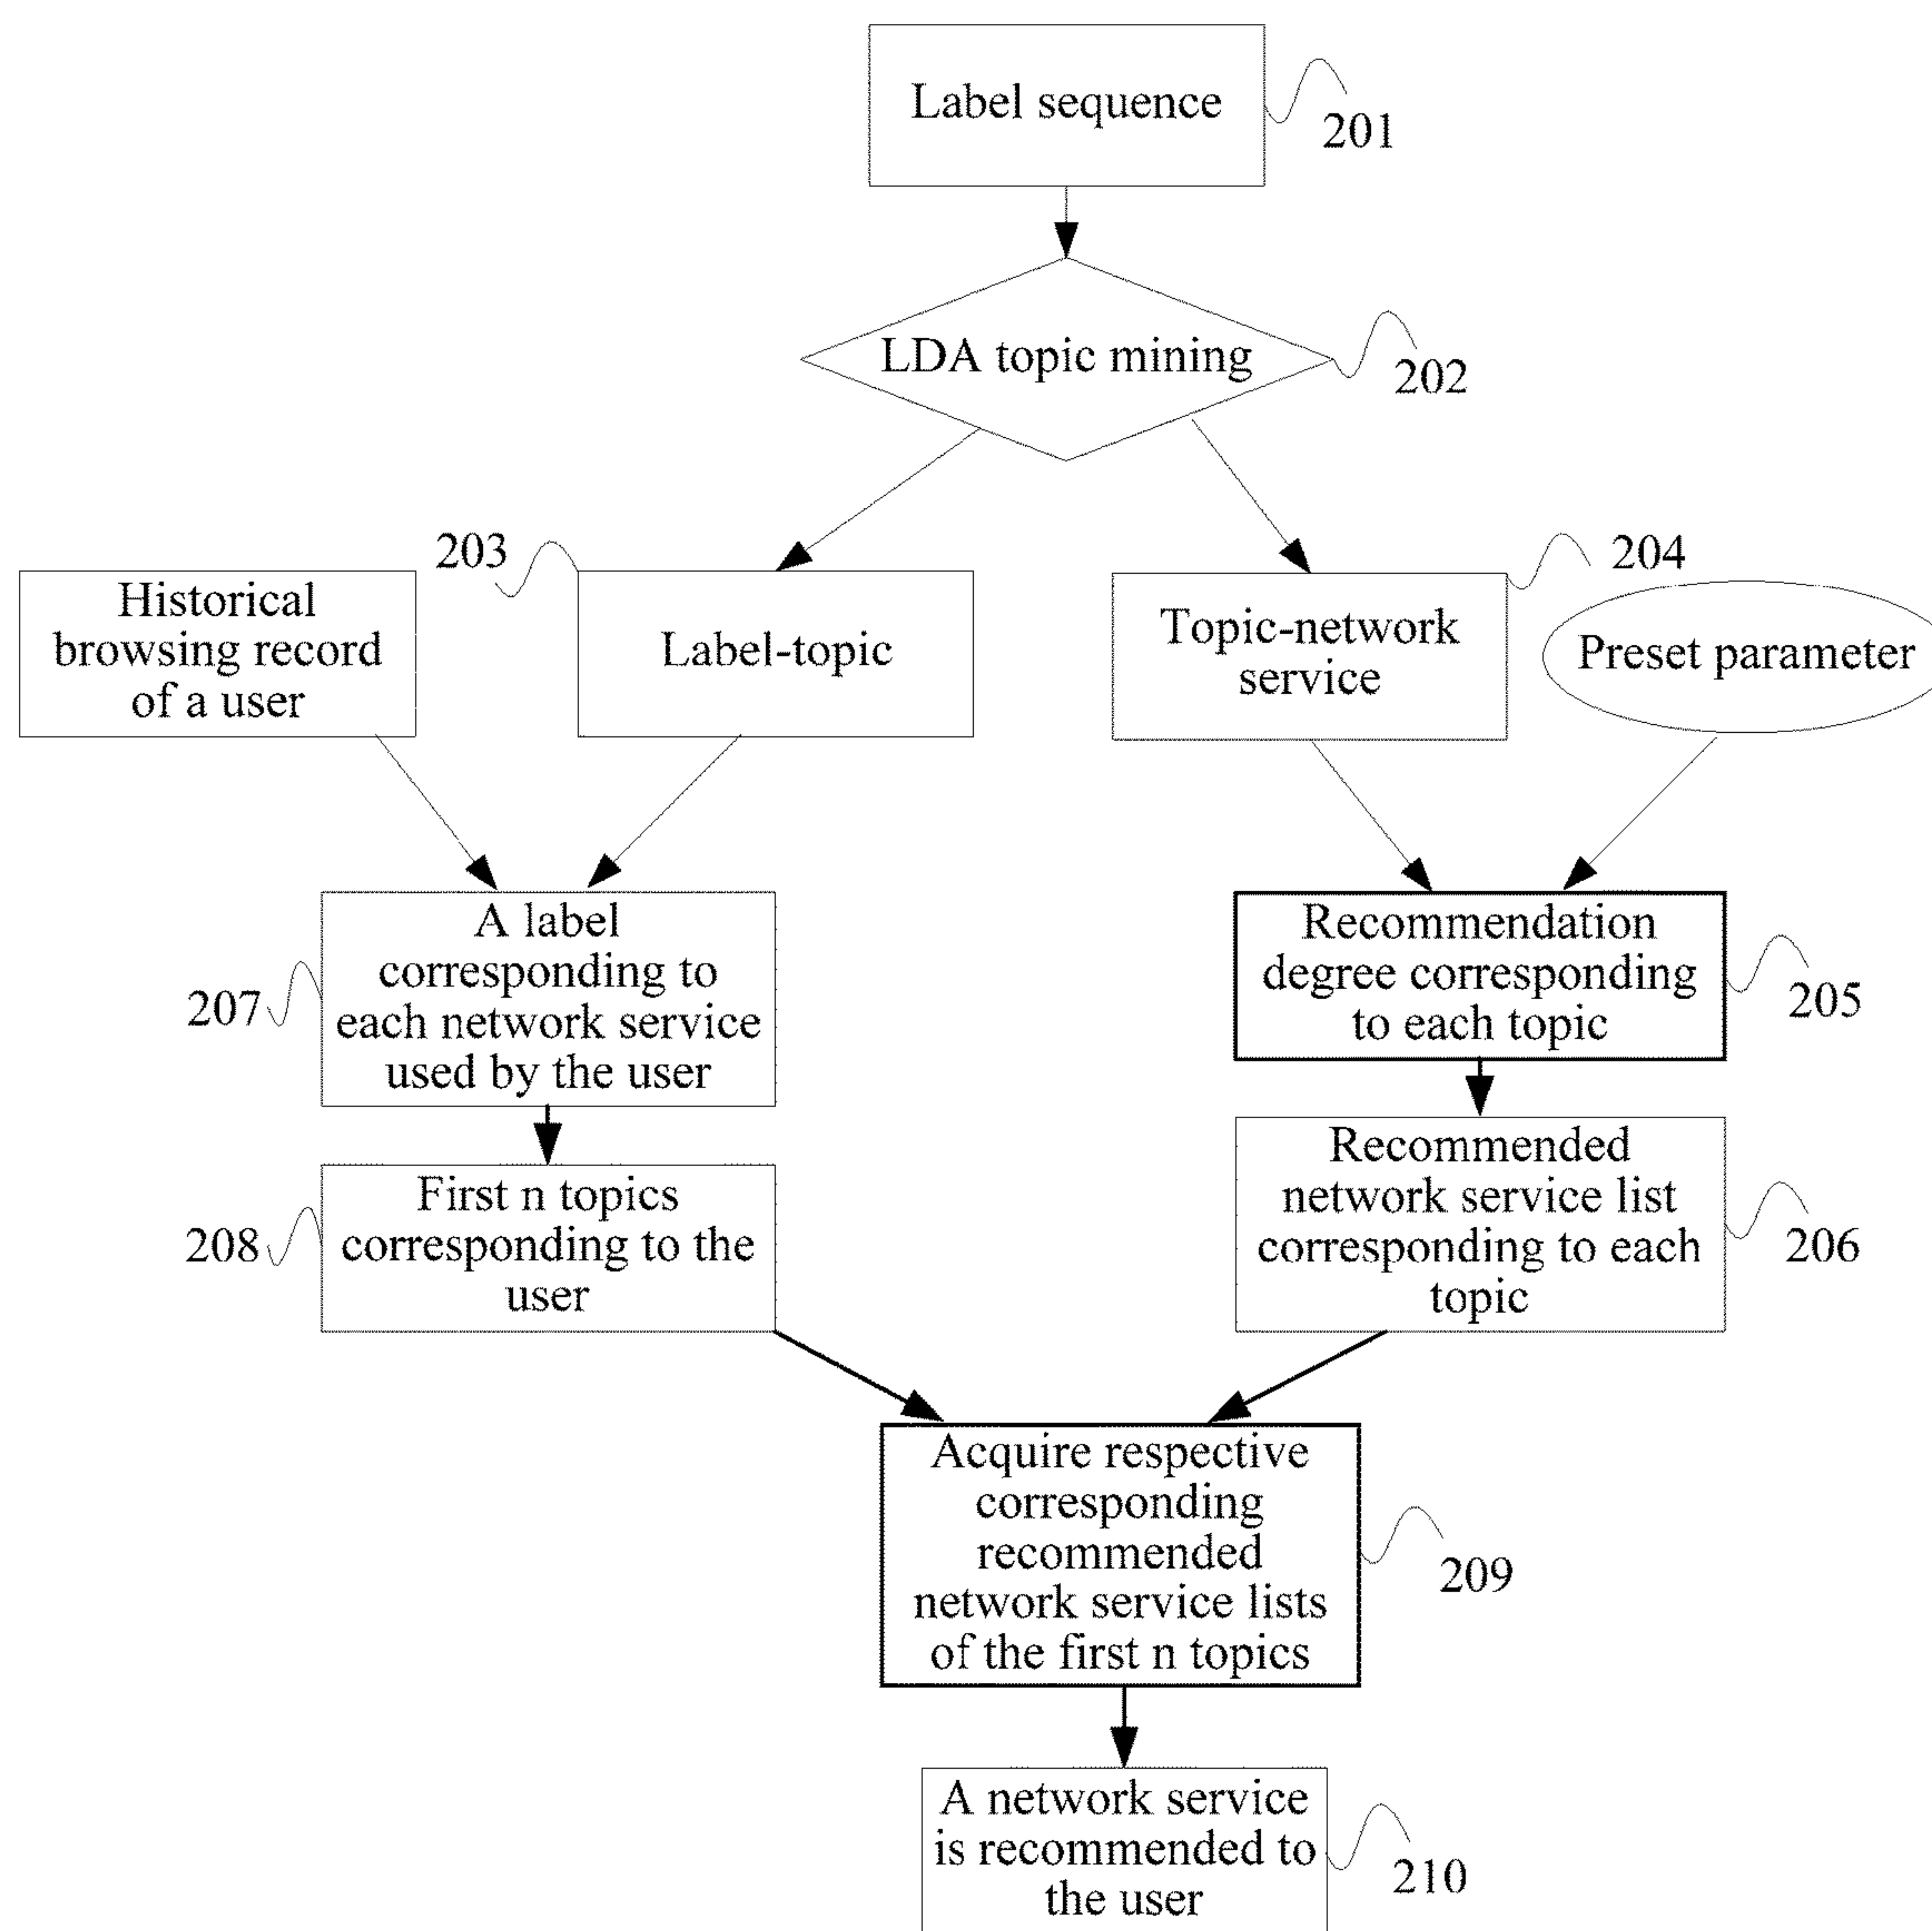 Label sequence
201
LDA topic mining
202
203
204
Historical
browsing record
of a user
Label-topic
Topic-network
service
Preset parameter
A label
corresponding to
each network service
used by the user
207
Recommendation
degree corresponding
to each topic
205
First n topics
corresponding to the
user
208
Recommended
network service list
corresponding to each
topic
206
Acquire respective
corresponding
recommended
network service lists
of the first n topics
209
A network service
is recommended to
the user
210